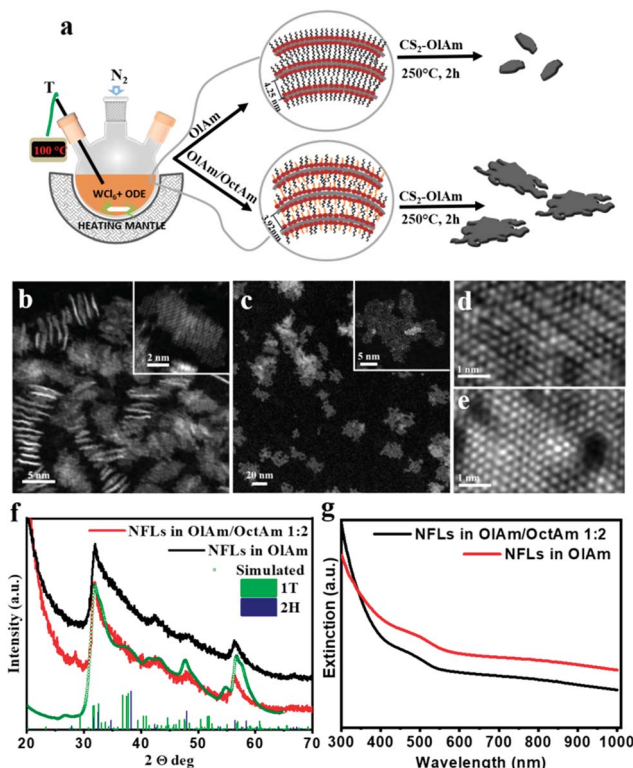 a
T
N2
100 °C
WCl6+ ODE
HEATING MANTLE
OlAm
OlAm/OctAm
4.25 nm
1.92nm
CS2-OlAm
250°C, 2h
CS2-OlAm
250°C, 2h
b
2 nm
5 nm
c
5 nm
20 nm
d
1 nm
e
1 nm
f
NFLs in OlAm/OctAm 1:2
NFLs in OlAm
Simulated
1T
2H
Intensity (a.u.)
20 30 40 50 60 70
2 Θ deg
g
NFLs in OlAm/OctAm 1:2
NFLs in OlAm
Extinction (a.u.)
300 400 500 600 700 800 900 1000
Wavelength (nm)